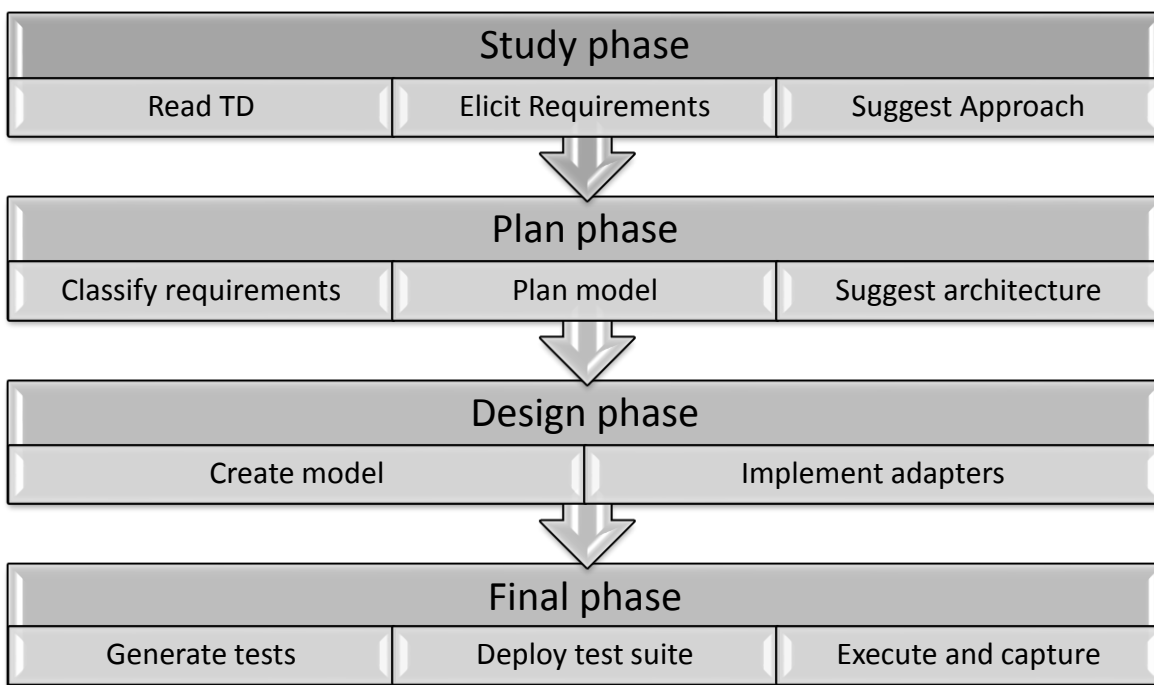 Study phase
Read TD
Elicit Requirements
Suggest Approach
Plan phase
Classify requirements
Plan model
Suggest architecture
Design phase
Create model
Implement adapters
Final phase
Generate tests
Deploy test suite
Execute and capture